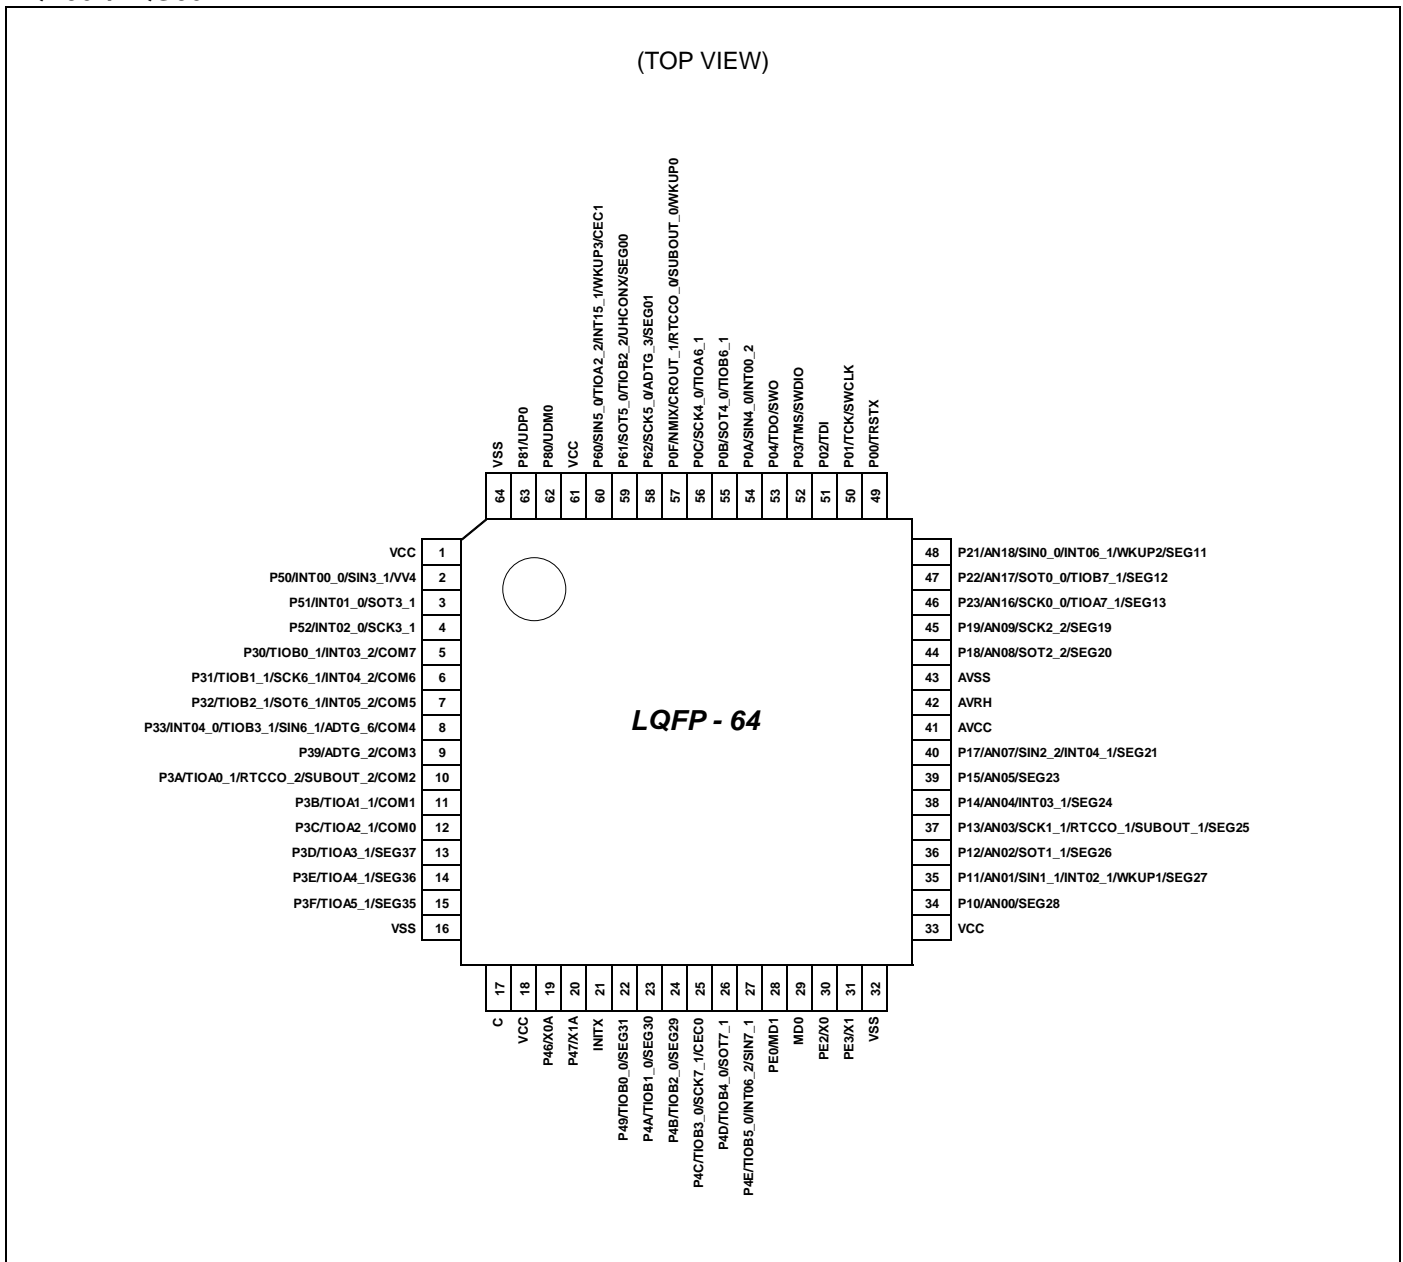 (TOP VIEW)
VSS
P81/UDP0
P80/UDM0
VCC
P60/SIN5_0/TIOA2_2/INT15_1/WKUP3/CEC1
P61/SOT5_0/TIOB2_2/UHCONX/SEG00
P62/SCK5_0/ADTG_3/SEG01
P0F/NMIX/CROUT_1/RTCCO_0/SUBOUT_0/WKUP0
P0C/SCK4_0/TIOA6_1
P0B/SOT4_0/TIOB6_1
P0A/SIN4_0/INT00_2
P04/TDO/SWO
P03/TMS/SWDIO
P02/TDI
P01/TCK/SWCLK
P00/TRSTX
64 63 62 61 60 59 58 57 56 55 54 53 52 51 50 49
VCC 1
P50/INT00_0/SIN3_1/VV4 2
P51/INT01_0/SOT3_1 3
P52/INT02_0/SCK3_1 4
P30/TIOB0_1/INT03_2/COM7 5
P31/TIOB1_1/SCK6_1/INT04_2/COM6 6
P32/TIOB2_1/SOT6_1/INT05_2/COM5 7
P33/INT04_0/TIOB3_1/SIN6_1/ADTG_6/COM4 8
P39/ADTG_2/COM3 9
P3A/TIOA0_1/RTCCO_2/SUBOUT_2/COM2 10
P3B/TIOA1_1/COM1 11
P3C/TIOA2_1/COM0 12
P3D/TIOA3_1/SEG37 13
P3E/TIOA4_1/SEG36 14
P3F/TIOA5_1/SEG35 15
VSS 16
LQFP - 64
48 P21/AN18/SIN0_0/INT06_1/WKUP2/SEG11
47 P22/AN17/SOT0_0/TIOB7_1/SEG12
46 P23/AN16/SCK0_0/TIOA7_1/SEG13
45 P19/AN09/SCK2_2/SEG19
44 P18/AN08/SOT2_2/SEG20
43 AVSS
42 AVRH
41 AVCC
40 P17/AN07/SIN2_2/INT04_1/SEG21
39 P15/AN05/SEG23
38 P14/AN04/INT03_1/SEG24
37 P13/AN03/SCK1_1/RTCCO_1/SUBOUT_1/SEG25
36 P12/AN02/SOT1_1/SEG26
35 P11/AN01/SIN1_1/INT02_1/WKUP1/SEG27
34 P10/AN00/SEG28
33 VCC
17 18 19 20 21 22 23 24 25 26 27 28 29 30 31 32
C
VCC
P46/X0A
P47/X1A
INITX
P49/TIOB0_0/SEG31
P4A/TIOB1_0/SEG30
P4B/TIOB2_0/SEG29
P4C/TIOB3_0/SCK7_1/CEC0
P4D/TIOB4_0/SOT7_1
P4E/TIOB5_0/INT06_2/SIN7_1
PE0/MD1
MD0
PE2/X0
PE3/X1
VSS